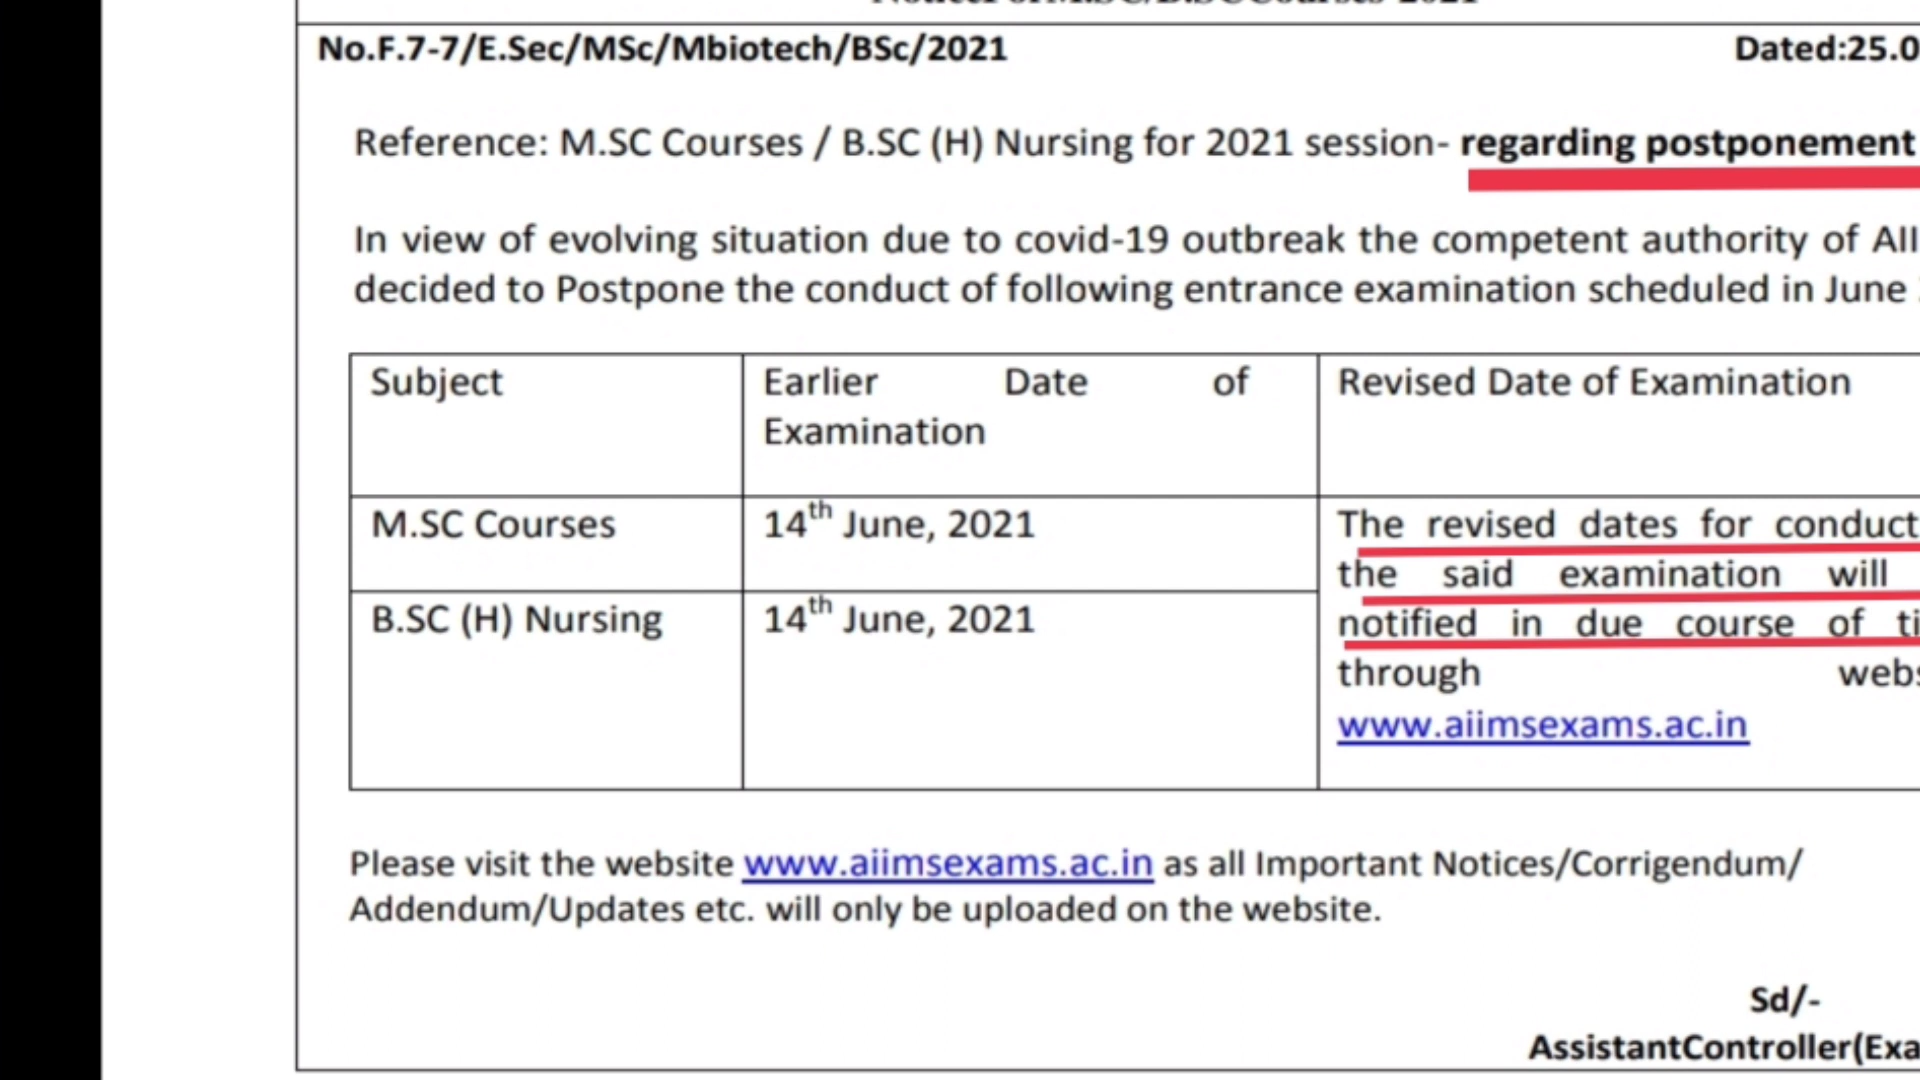 No.F.7-7/E.Sec/MSc/Mbiotech/BSc/2021 Dated:25.0
Reference: M.SC Courses / B.SC (H) Nursing for 2021 session- regarding postponement
In view of evolving situation due to covid-19 outbreak the competent authority of AII
decided to Postpone the conduct of following entrance examination scheduled in June
Subject
Earlier Date of
Examination
Revised Date of Examination
M.SC Courses
14th June, 2021
B.SC (H) Nursing
14th June, 2021
The revised dates for conduct
the said examination will
notified in due course of ti
through webs
www.aiimsexams.ac.in
Please visit the website www.aiimsexams.ac.in as all Important Notices/Corrigendum/
Addendum/Updates etc. will only be uploaded on the website.
Sd/-
AssistantController(Exa